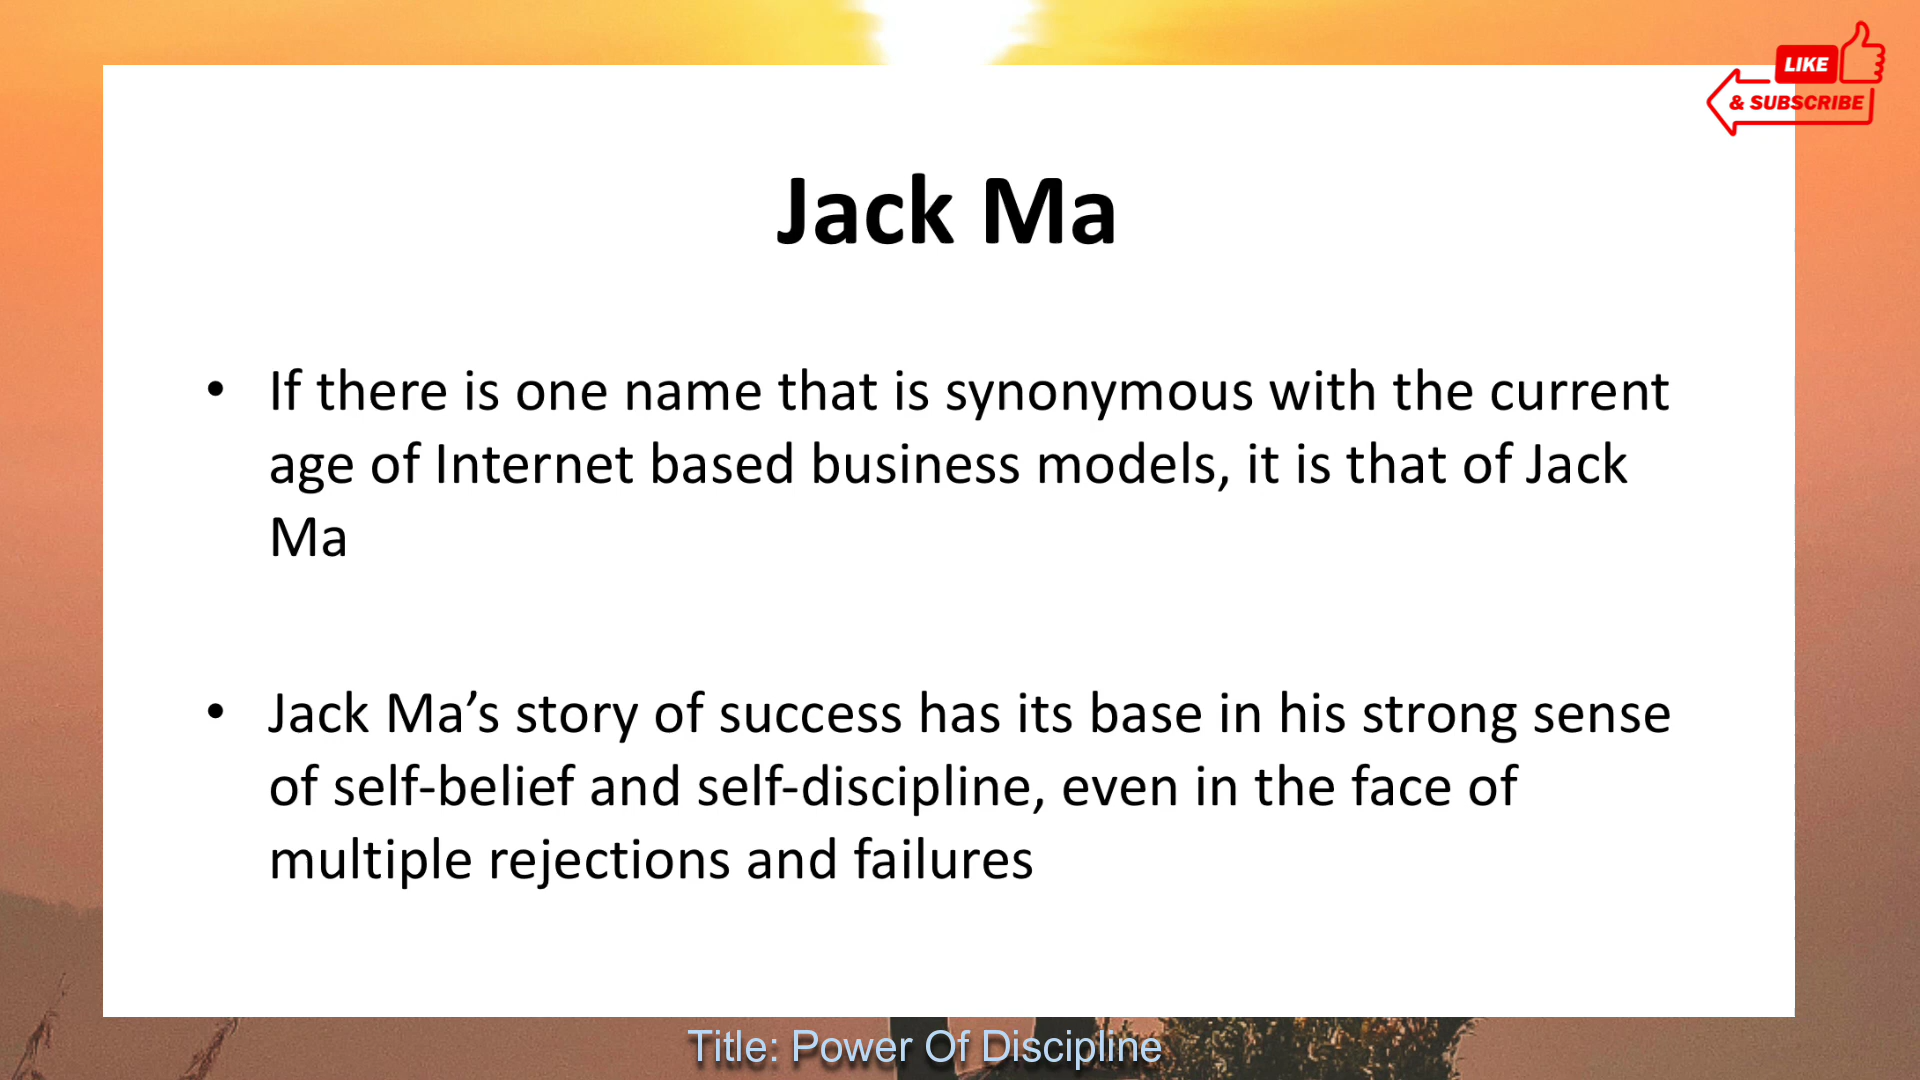 LIKE
& SUBSCRIBE
Jack Ma
• If there is one name that is synonymous with the current
age of Internet based business models, it is that of Jack
Ma
• Jack Ma’s story of success has its base in his strong sense
of self-belief and self-discipline, even in the face of
multiple rejections and failures
Title: Power Of Discipline